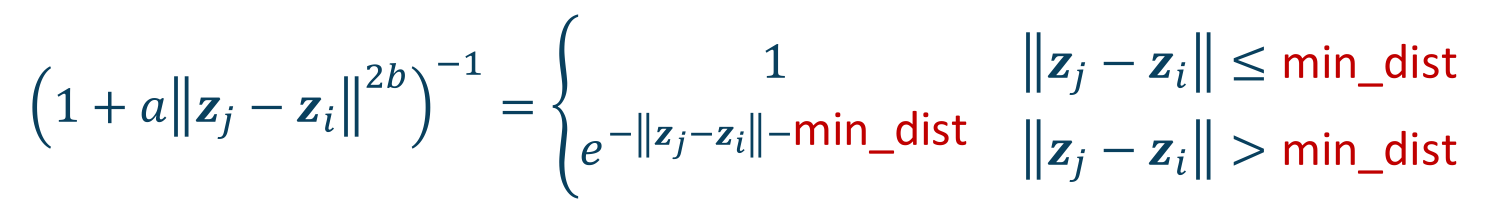 (1 + a‖z_j − z_i‖^{2b})^{−1} = { 1   ‖z_j − z_i‖ ≤ min_dist
e^{−‖z_j−z_i‖−min_dist}   ‖z_j − z_i‖ > min_dist